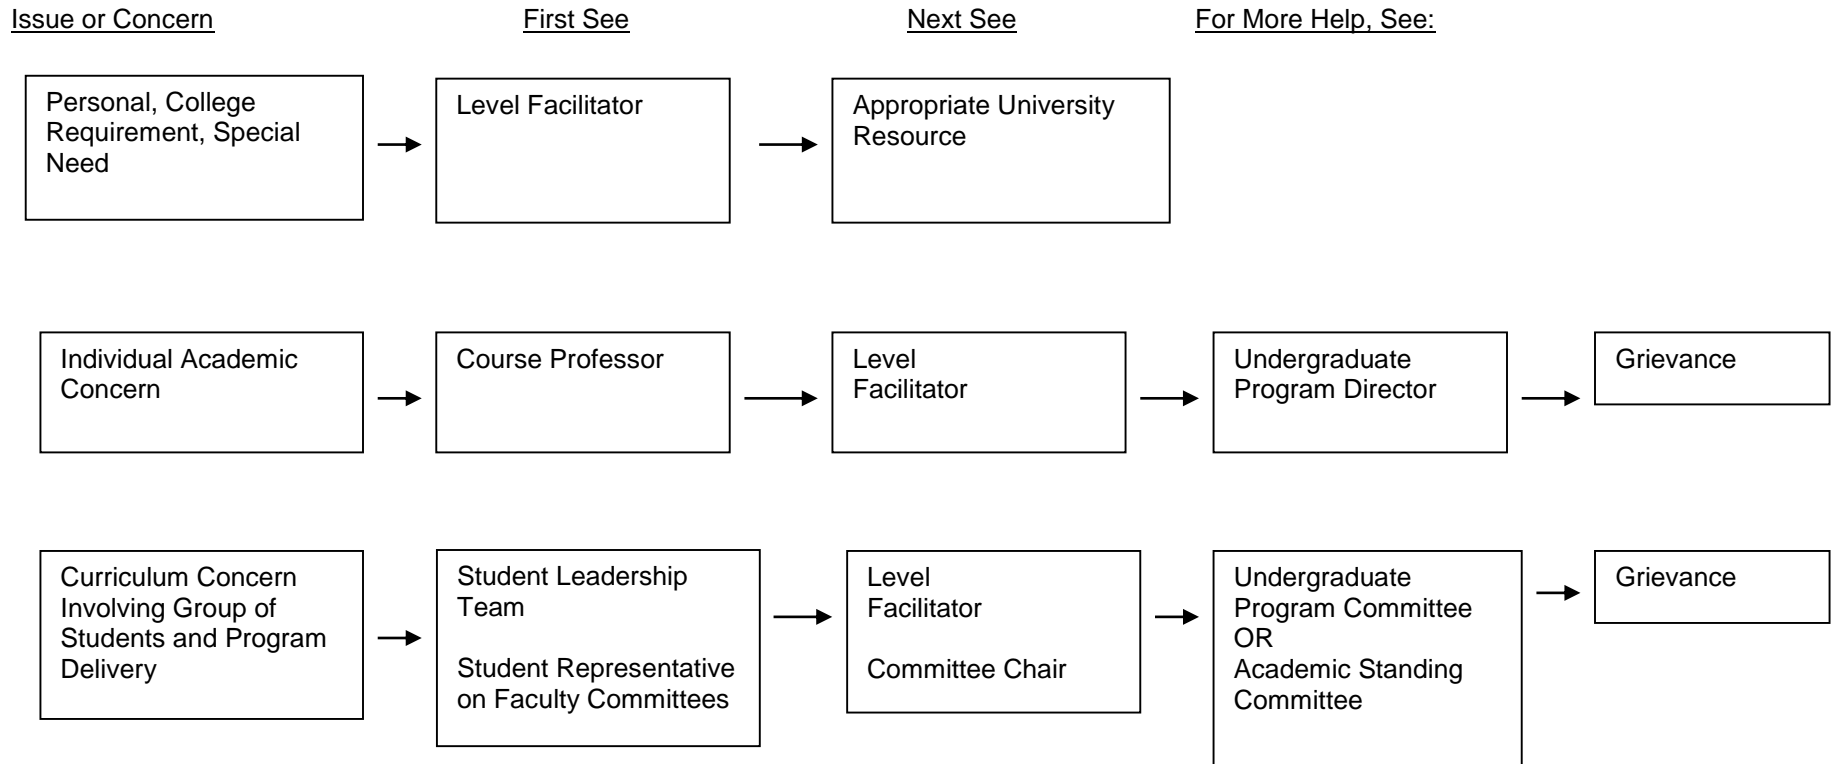 Issue or Concern
First See
Next See
For More Help, See:
Personal, College
Requirement, Special
Need
Level Facilitator
Appropriate University
Resource
Individual Academic
Concern
Course Professor
Level
Facilitator
Undergraduate
Program Director
Grievance
Curriculum Concern
Involving Group of
Students and Program
Delivery
Student Leadership
Team
Student Representative
on Faculty Committees
Level
Facilitator
Committee Chair
Undergraduate
Program Committee
OR
Academic Standing
Committee
Grievance